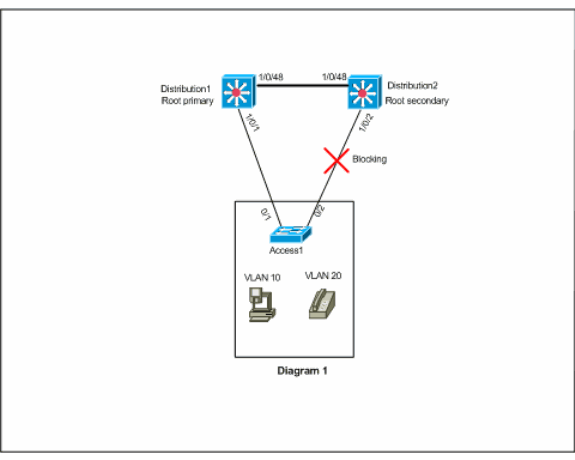 1/0/48
1/0/48
Distribution1
Root primary
Distribution2
Root secondary
1/0/1
1/0/2
Blocking
0/1
0/2
Access1
VLAN 10
VLAN 20
Diagram 1